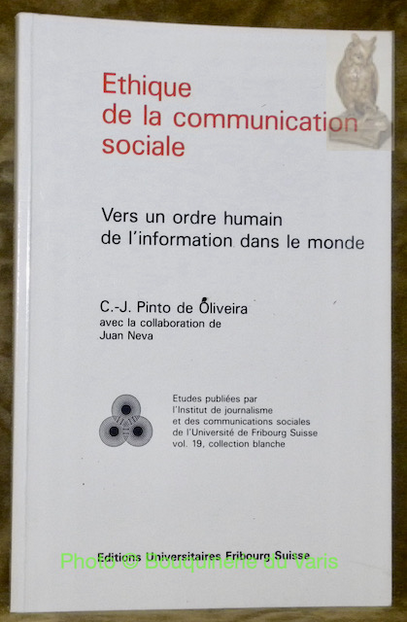 Ethique
de la communication
sociale
Vers un ordre humain
de l'information dans le monde
C.-J. Pinto de Oliveira
avec la collaboration de
Juan Neva
Etudes publiées par
l'Institut de journalisme
et des communications sociales
de l'Université de Fribourg Suisse
vol. 19, collection blanche
Editions Universitaires Fribourg Suisse
Photo © Bouquinerie du Varis